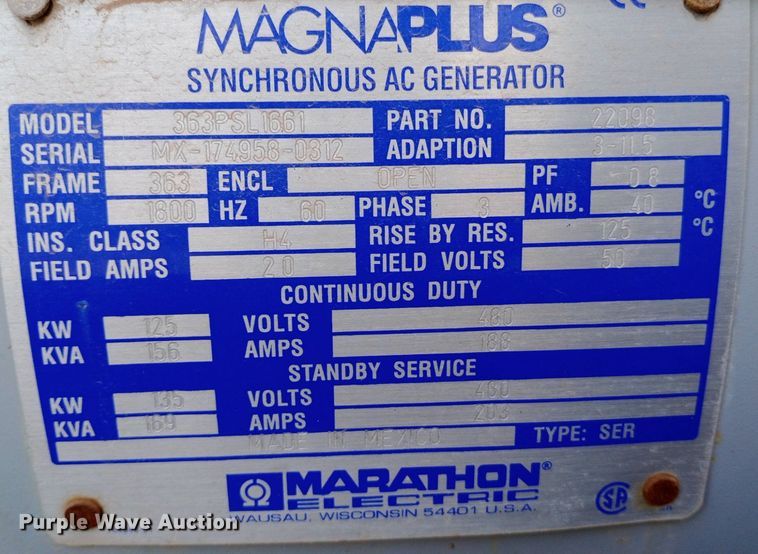 MAGNAPLUS®
SYNCHRONOUS AC GENERATOR
MODEL 363PSL1661 PART NO. 22098
SERIAL MX-174958-0312 ADAPTION 3-11.5
FRAME 363 ENCL OPEN PF 0.8
RPM 1800 HZ 60 PHASE 3 AMB. 40 °C
INS. CLASS H4 RISE BY RES. 125 °C
FIELD AMPS 2.0 FIELD VOLTS 50
CONTINUOUS DUTY
KW 125 VOLTS 480
KVA 156 AMPS 188
STANDBY SERVICE
KW 135 VOLTS 480
KVA 169 AMPS 203
MADE IN MEXICO TYPE: SER
MARATHON®
ELECTRIC
WAUSAU, WISCONSIN 54401 U.S.A.
Purple Wave Auction